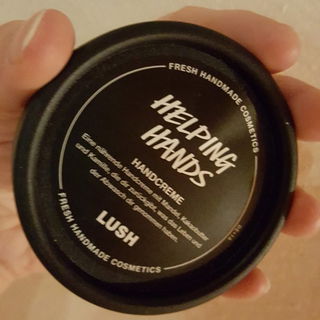 FRESH HANDMADE COSMETICS
HELPING
HANDS
HANDCREME
Eine nährende Handcreme mit Mandel, Kakaobutter
und Kamille, die dir zurückgibt, was das Leben und
der Abwasch dir genommen haben.
LUSH
FRESH HANDMADE COSMETICS